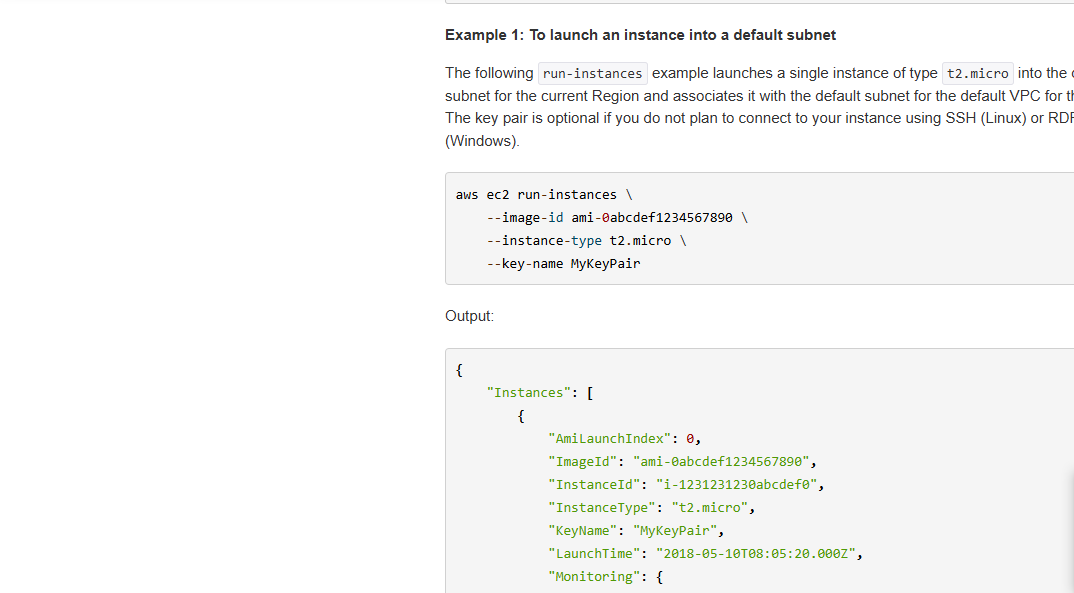 Example 1: To launch an instance into a default subnet
The following run-instances example launches a single instance of type t2.micro into the
subnet for the current Region and associates it with the default subnet for the default VPC for
The key pair is optional if you do not plan to connect to your instance using SSH (Linux) or RDP
(Windows).
aws ec2 run-instances \
    --image-id ami-0abcdef1234567890 \
    --instance-type t2.micro \
    --key-name MyKeyPair
Output:
{
    "Instances": [
        {
            "AmiLaunchIndex": 0,
            "ImageId": "ami-0abcdef1234567890",
            "InstanceId": "i-1231231230abcdef0",
            "InstanceType": "t2.micro",
            "KeyName": "MyKeyPair",
            "LaunchTime": "2018-05-10T08:05:20.000Z",
            "Monitoring": {